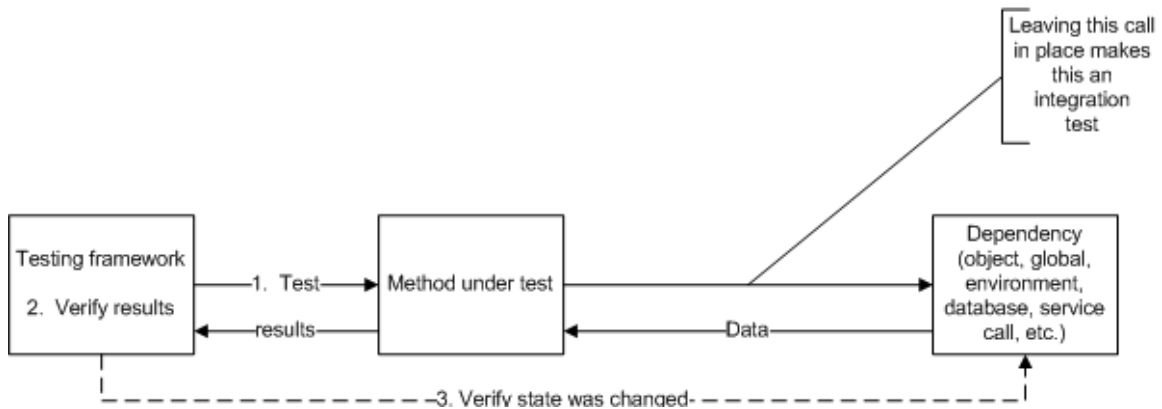 Leaving this call
in place makes
this an
integration
test
Testing framework
2. Verify results
1. Test
results
Method under test
Data
Dependency
(object, global,
environment,
database, service
call, etc.)
3. Verify state was changed